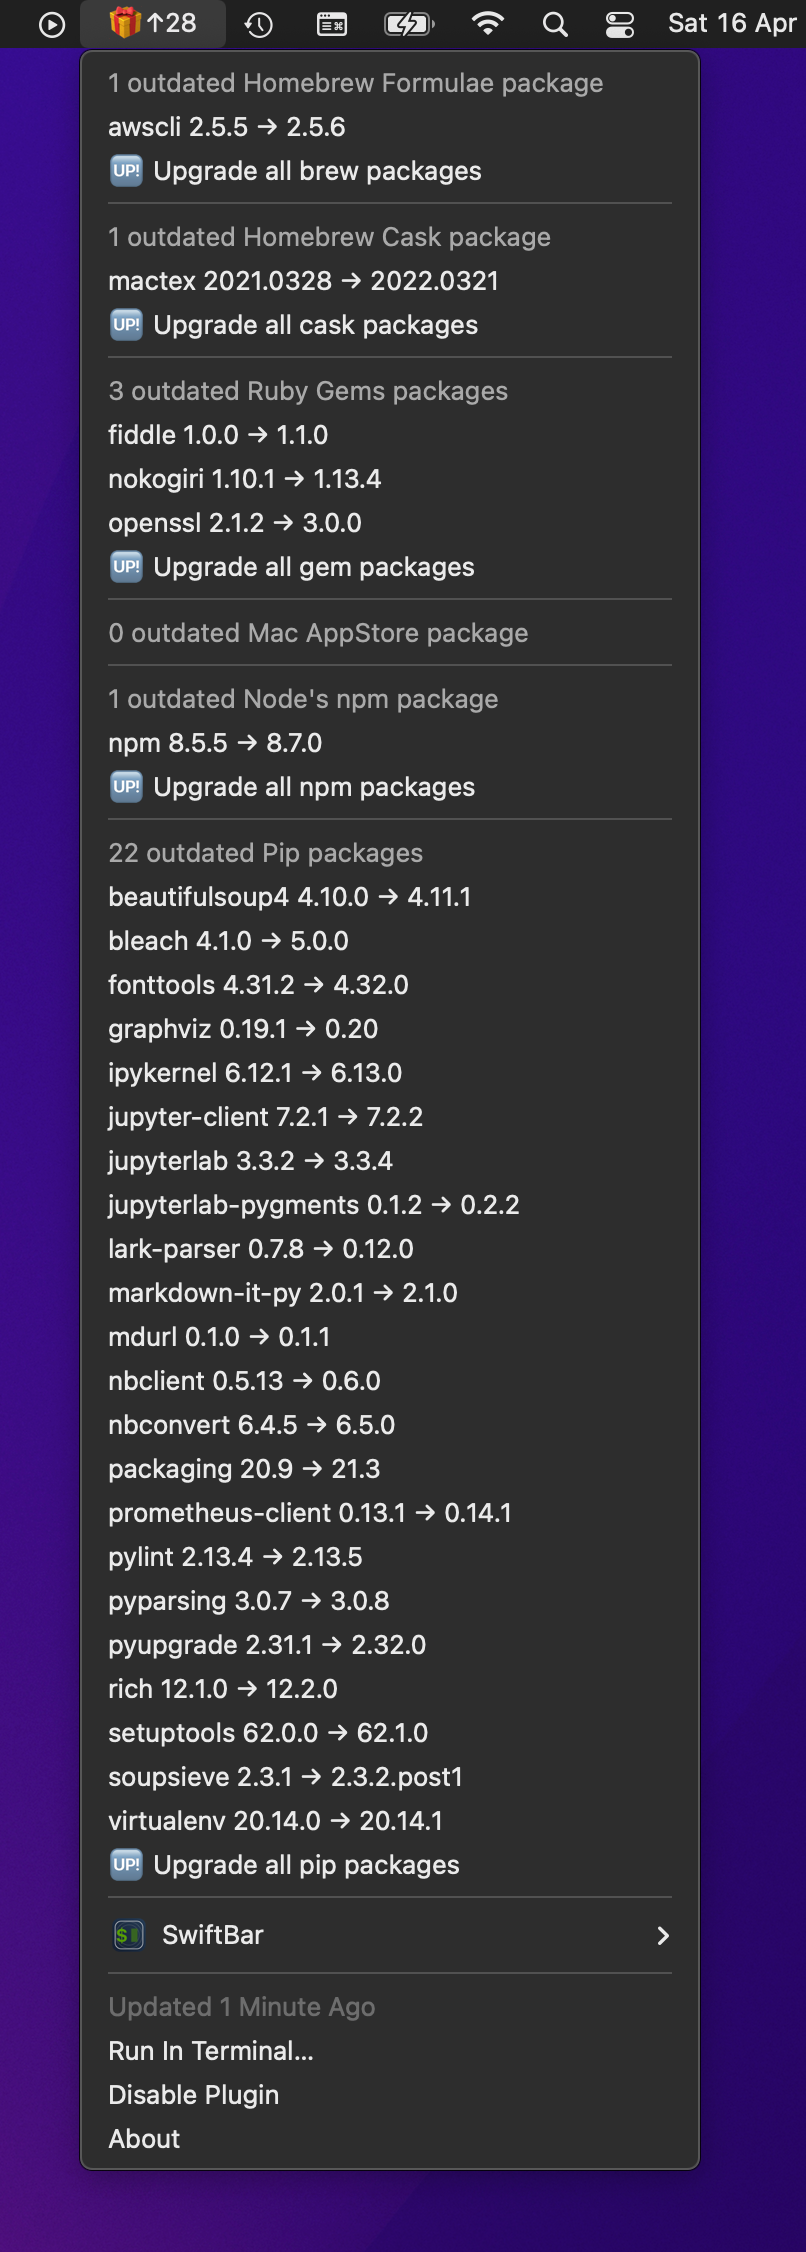 ↑28 Sat 16 Apr
1 outdated Homebrew Formulae package
awscli 2.5.5 → 2.5.6
UP! Upgrade all brew packages
1 outdated Homebrew Cask package
mactex 2021.0328 → 2022.0321
UP! Upgrade all cask packages
3 outdated Ruby Gems packages
fiddle 1.0.0 → 1.1.0
nokogiri 1.10.1 → 1.13.4
openssl 2.1.2 → 3.0.0
UP! Upgrade all gem packages
0 outdated Mac AppStore package
1 outdated Node's npm package
npm 8.5.5 → 8.7.0
UP! Upgrade all npm packages
22 outdated Pip packages
beautifulsoup4 4.10.0 → 4.11.1
bleach 4.1.0 → 5.0.0
fonttools 4.31.2 → 4.32.0
graphviz 0.19.1 → 0.20
ipykernel 6.12.1 → 6.13.0
jupyter-client 7.2.1 → 7.2.2
jupyterlab 3.3.2 → 3.3.4
jupyterlab-pygments 0.1.2 → 0.2.2
lark-parser 0.7.8 → 0.12.0
markdown-it-py 2.0.1 → 2.1.0
mdurl 0.1.0 → 0.1.1
nbclient 0.5.13 → 0.6.0
nbconvert 6.4.5 → 6.5.0
packaging 20.9 → 21.3
prometheus-client 0.13.1 → 0.14.1
pylint 2.13.4 → 2.13.5
pyparsing 3.0.7 → 3.0.8
pyupgrade 2.31.1 → 2.32.0
rich 12.1.0 → 12.2.0
setuptools 62.0.0 → 62.1.0
soupsieve 2.3.1 → 2.3.2.post1
virtualenv 20.14.0 → 20.14.1
UP! Upgrade all pip packages
$ SwiftBar
Updated 1 Minute Ago
Run In Terminal...
Disable Plugin
About